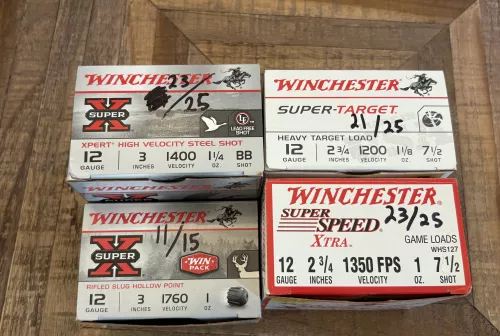 WINCHESTER
23/25
SUPER X
LEAD FREE SHOT
XPERT® HIGH VELOCITY STEEL SHOT
12 3 1400 1 1/4 BB
GAUGE INCHES VELOCITY OZ. SHOT
WINCHESTER
SUPER-TARGET
21/25
HEAVY TARGET LOAD
12 2 3/4 1200 1 1/8 7 1/2
GAUGE INCHES VELOCITY OZ. SHOT
WINCHESTER
11/15
SUPER X
WIN PACK
RIFLED SLUG HOLLOW POINT
12 3 1760 1
GAUGE INCHES VELOCITY OZ.
WINCHESTER
SUPER SPEED XTRA
23/25
GAME LOADS
WHS127
12 2 3/4 1350 FPS 1 7 1/2
GAUGE INCHES VELOCITY OZ. SHOT